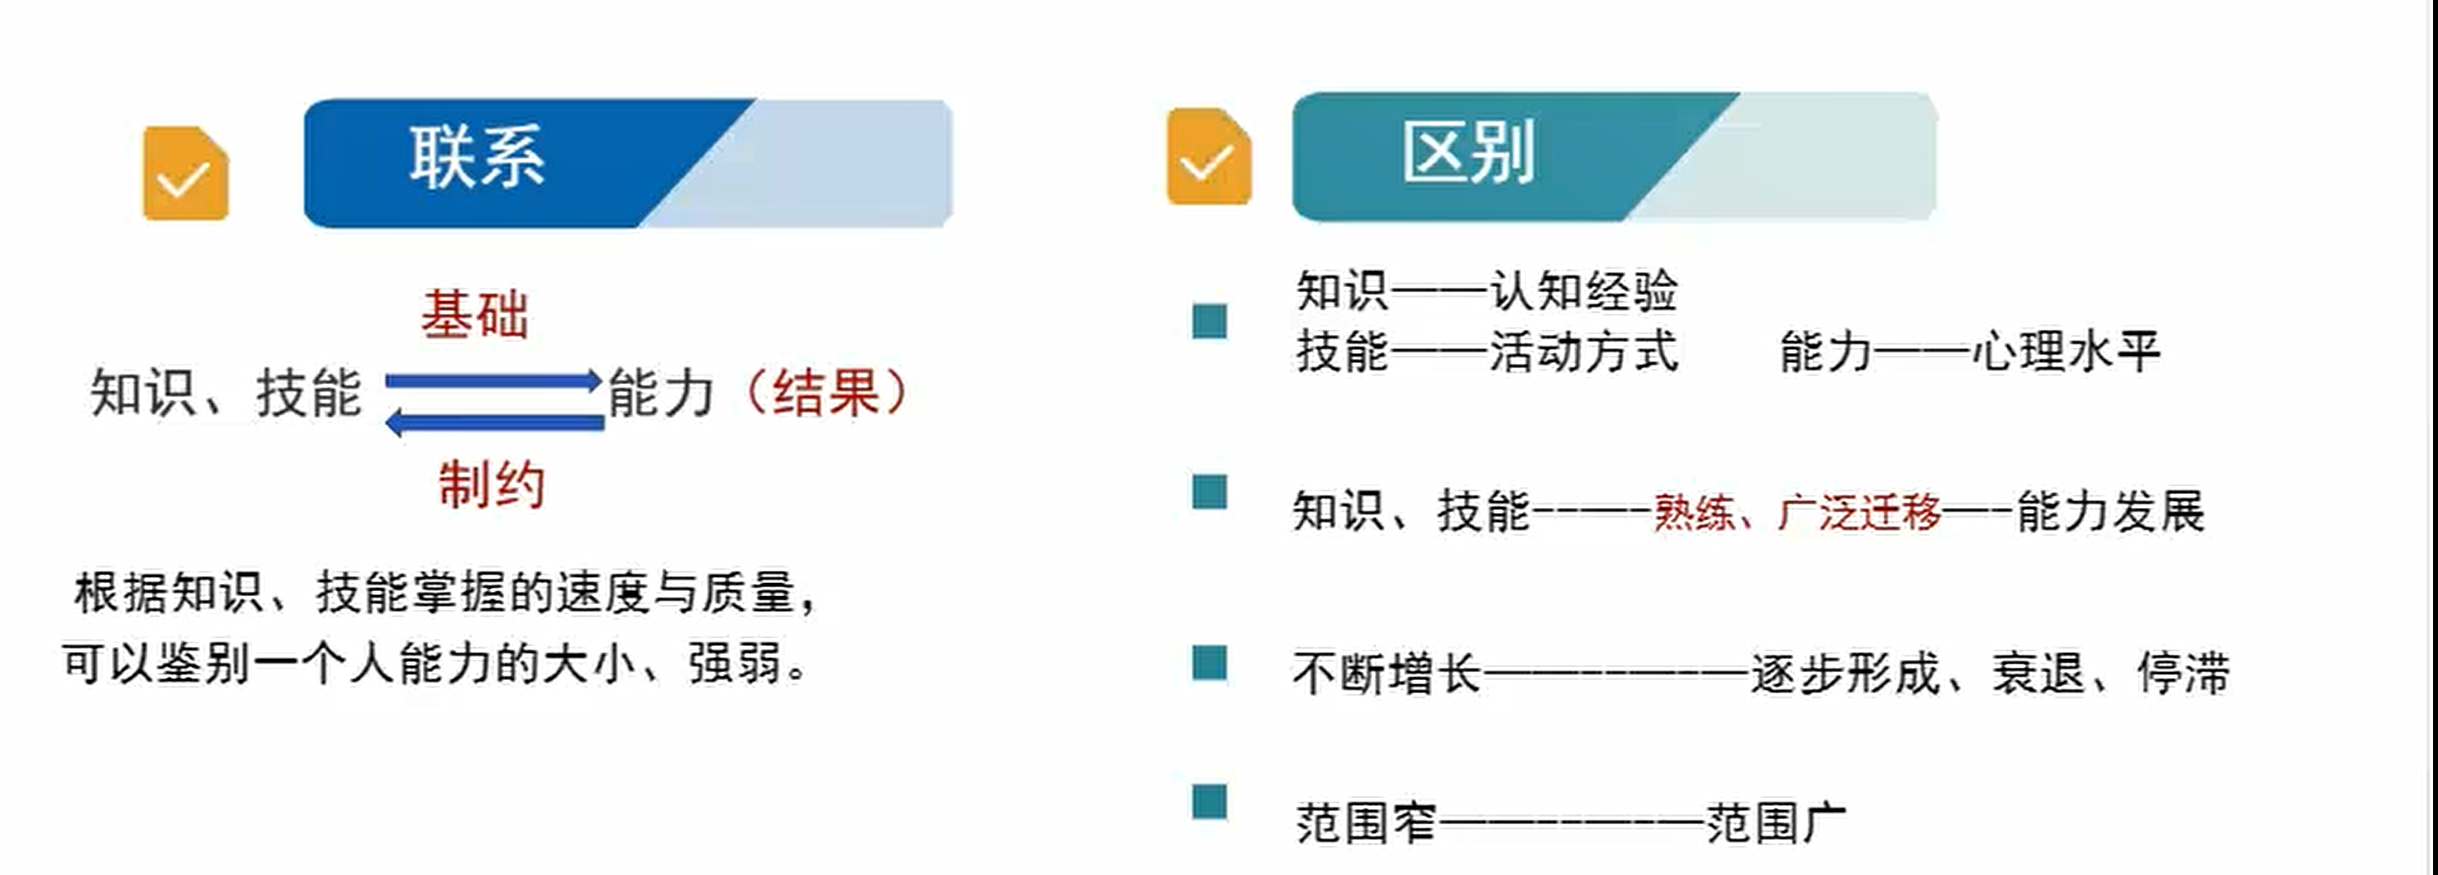 联系
基础
知识、技能 能力（结果）
制约
根据知识、技能掌握的速度与质量，
可以鉴别一个人能力的大小、强弱。
区别
知识——认知经验
技能——活动方式 能力——心理水平
知识、技能-----熟练、广泛迁移---能力发展
不断增长-----------逐步形成、衰退、停滞
范围窄-----------范围广